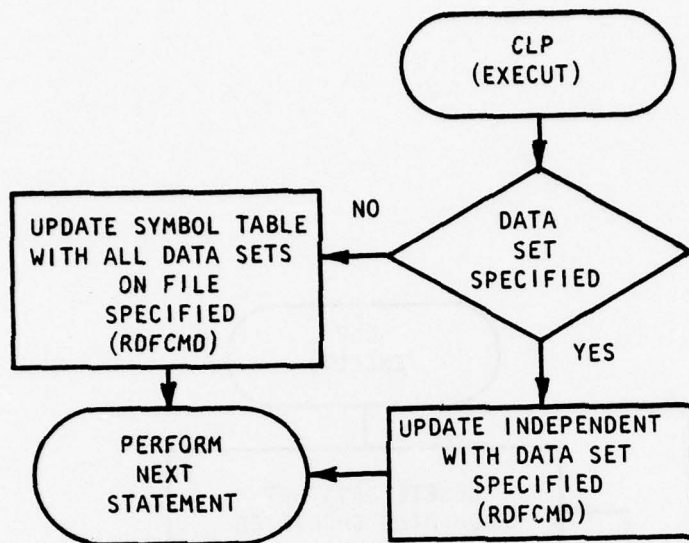 CLP
(EXECUT)
DATA
SET
SPECIFIED
NO
UPDATE SYMBOL TABLE
WITH ALL DATA SETS
ON FILE
SPECIFIED
(RDFCMD)
YES
UPDATE INDEPENDENT
WITH DATA SET
SPECIFIED
(RDFCMD)
PERFORM
NEXT
STATEMENT